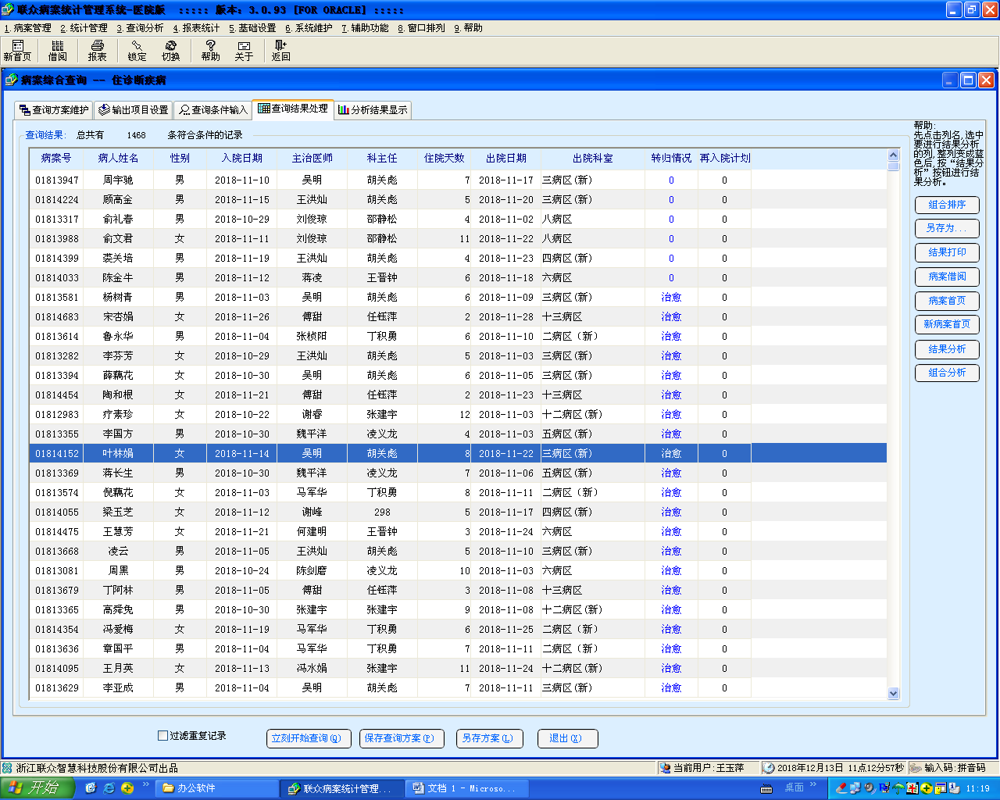 联众病案统计管理系统-医院版  ::::: 版本: 3.0.93 [FOR ORACLE] :::::
1.病案管理 2.统计管理 3.查询分析 4.报表统计 5.基础设置 6.系统维护 7.辅助功能 8.窗口排列 9.帮助
新首页 借阅 报表 锁定 切换 帮助 关于 返回
病案综合查询 -- 住诊断疾病
查询方案维护 输出项目设置 查询条件输入 查询结果处理 分析结果显示
查询结果: 总共有 1468 条符合条件的记录
病案号 病人姓名 性别 入院日期 主治医师 科主任 住院天数 出院日期 出院科室 转归情况 再入院计划
01813947 周宇驰 男 2018-11-10 吴明 胡关彪 7 2018-11-17 三病区(新) 0 0
01814224 顾高金 男 2018-11-15 王洪灿 胡关彪 5 2018-11-20 三病区(新) 0 0
01813317 俞礼春 男 2018-10-29 刘俊琼 邵静松 4 2018-11-02 八病区 0 0
01813988 俞文君 女 2018-11-11 刘俊琼 邵静松 11 2018-11-22 八病区 0 0
01814399 裘关培 男 2018-11-19 王洪灿 胡关彪 4 2018-11-23 四病区(新) 0 0
01814033 陈金牛 男 2018-11-12 蒋凌 王晋钟 6 2018-11-18 六病区 0 0
01813581 杨树青 男 2018-11-03 吴明 胡关彪 6 2018-11-09 三病区(新) 治愈 0
01814683 宋杏娟 女 2018-11-26 傅甜 任钰萍 2 2018-11-28 十三病区 治愈 0
01813614 鲁永华 男 2018-11-04 张桢阳 丁积勇 6 2018-11-10 二病区（新） 治愈 0
01813282 李芬芳 女 2018-10-29 王洪灿 胡关彪 5 2018-11-03 三病区(新) 治愈 0
01813394 薛藕花 女 2018-10-30 吴明 胡关彪 6 2018-11-05 三病区(新) 治愈 0
01814454 陶和根 女 2018-11-21 傅甜 任钰萍 2 2018-11-23 十三病区 治愈 0
01812983 疗素珍 女 2018-10-22 谢睿 张建宇 12 2018-11-03 十二病区(新) 治愈 0
01813355 李国方 男 2018-10-30 魏平洋 凌义龙 4 2018-11-03 五病区(新) 治愈 0
01814152 叶林娟 女 2018-11-14 吴明 胡关彪 8 2018-11-22 三病区(新) 治愈 0
01813369 蒋长生 男 2018-10-30 魏平洋 凌义龙 7 2018-11-06 五病区(新) 治愈 0
01813574 倪藕花 女 2018-11-03 马军华 丁积勇 8 2018-11-11 二病区（新） 治愈 0
01814055 梁玉芝 女 2018-11-12 谢峰 298 5 2018-11-17 四病区(新) 治愈 0
01814475 王慧芳 女 2018-11-21 何建明 王晋钟 3 2018-11-24 六病区 治愈 0
01813668 凌云 男 2018-11-05 王洪灿 胡关彪 5 2018-11-10 三病区(新) 治愈 0
01813081 周黑 男 2018-10-24 陈剑磨 凌义龙 10 2018-11-03 六病区 治愈 0
01813679 丁阿林 男 2018-11-05 傅甜 任钰萍 3 2018-11-08 十三病区 治愈 0
01813365 高舜兔 男 2018-10-30 张建宇 张建宇 9 2018-11-08 十二病区(新) 治愈 0
01814354 冯爱梅 女 2018-11-19 马军华 丁积勇 6 2018-11-25 二病区（新） 治愈 0
01813636 章国平 男 2018-11-04 马军华 丁积勇 7 2018-11-11 二病区（新） 治愈 0
01814095 王月英 女 2018-11-13 冯水娟 张建宇 11 2018-11-24 十二病区(新) 治愈 0
01813629 李亚成 男 2018-11-04 吴明 胡关彪 7 2018-11-11 三病区(新) 治愈 0
帮助:
先点击列名,选中
要进行结果分析
的列,整列变成蓝
色后,按“结果分
析”按钮进行结
果分析。
组合排序
另存为...
结果打印
病案借阅
病案首页
新病案首页
结果分析
组合分析
过滤重复记录 立刻开始查询(Q) 保存查询方案(P) 另存方案(L) 退出(X)
浙江联众智慧科技股份有限公司出品 当前用户:王玉萍 2018年12月13日 11点12分57秒 输入码:拼音码
开始 办公软件 联众病案统计管理... 文档 1 - Microso... 桌面 11:19